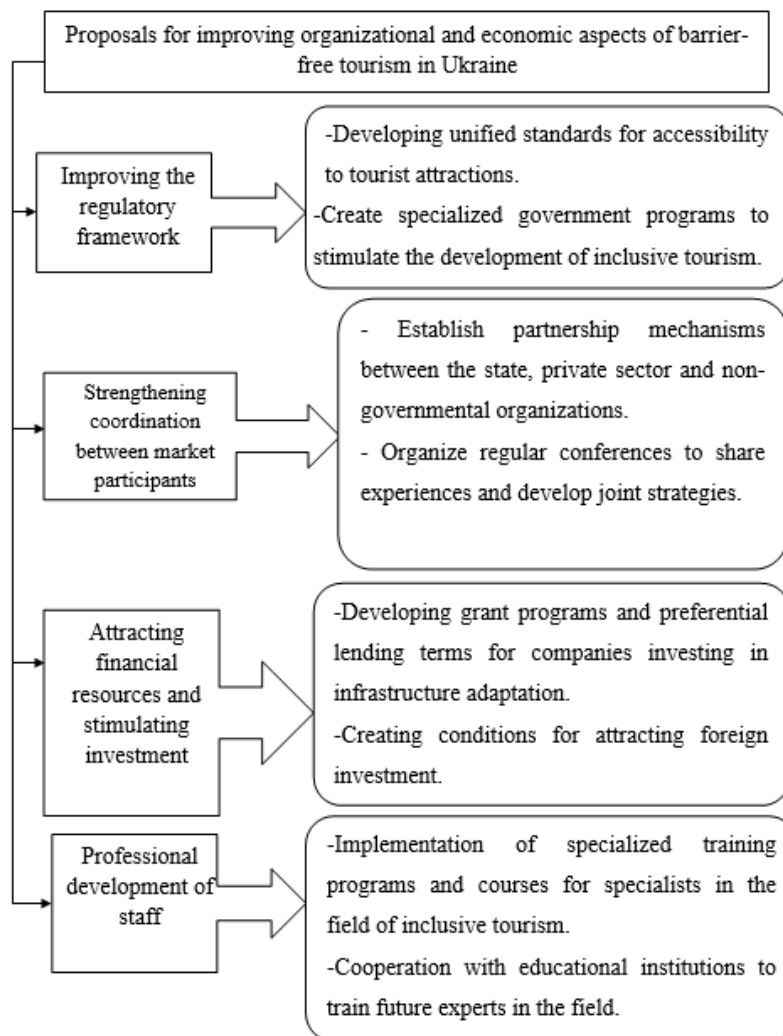 Proposals for improving organizational and economic aspects of barrier-
free tourism in Ukraine
Improving the
regulatory
framework
-Developing unified standards for accessibility
to tourist attractions.
-Create specialized government programs to
stimulate the development of inclusive tourism.
Strengthening
coordination
between market
participants
- Establish partnership mechanisms
between the state, private sector and non-
governmental organizations.
- Organize regular conferences to share
experiences and develop joint strategies.
Attracting
financial
resources and
stimulating
investment
-Developing grant programs and preferential
lending terms for companies investing in
infrastructure adaptation.
-Creating conditions for attracting foreign
investment.
Professional
development of
staff
-Implementation of specialized training
programs and courses for specialists in the
field of inclusive tourism.
-Cooperation with educational institutions to
train future experts in the field.